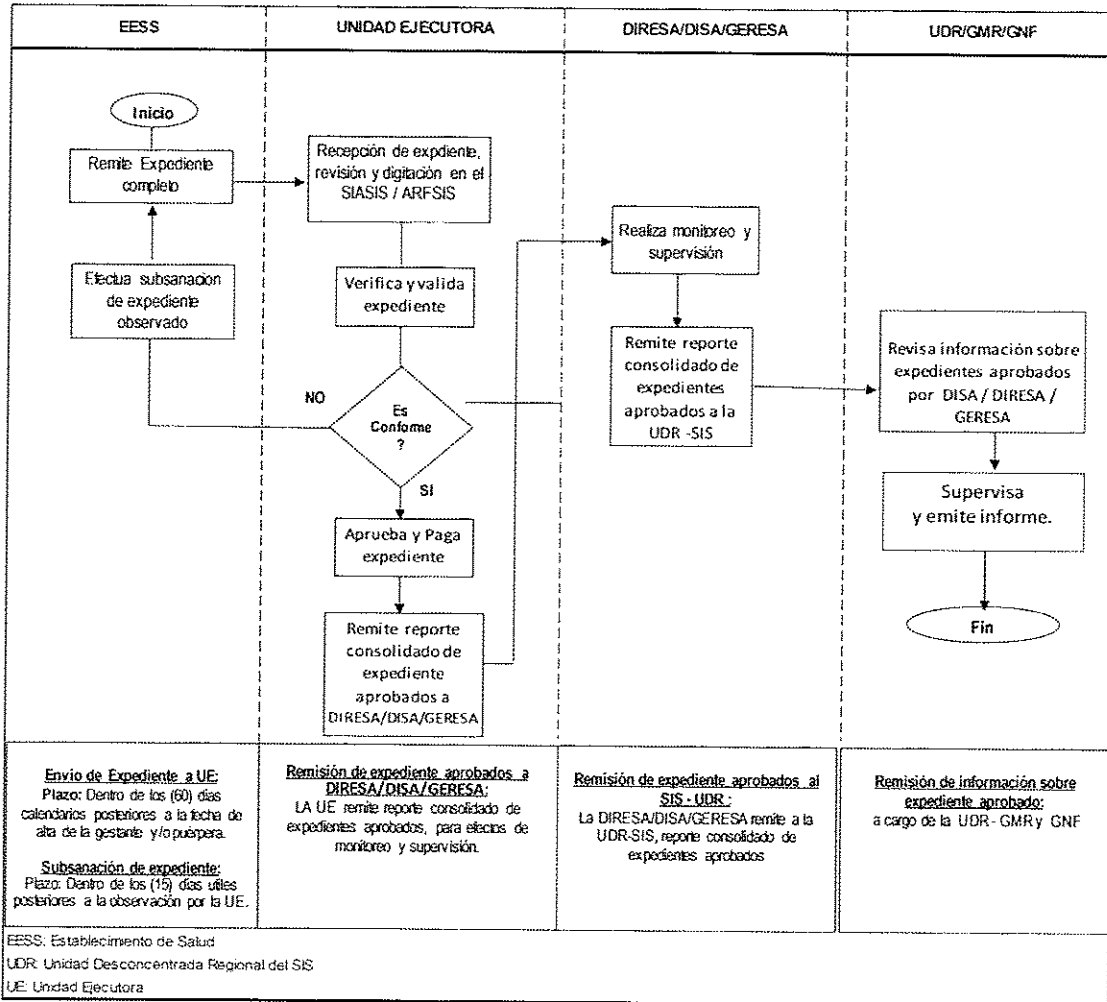 EESS
UNIDAD EJECUTORA
DIRESA/DISA/GERESA
UDR/GMR/GNF
Inicio
Remite Expediente
completo
Efectua subsanacion
de expediente
observado
Recepción de expdiente,
revisión y digitación en el
SIASIS / ARFSIS
Verifica y valida
expediente
NO
Es
Conforme
?
SI
Aprueba y Paga
expediente
Remite reporte
consolidado de
expediente
aprobados a
DIRESA/DISA/GERESA
Realiza monitoreo y
supervisión
Remite reporte
consolidado de
expedientes
aprobados a la
UDR -SIS
Revisa información sobre
expedientes aprobados
por DISA / DIRESA /
GERESA
Supervisa
y emite informe.
Fin
Envio de Expediente a UE:
Plazo: Dentro de los (60) días
calendarios posteriores a la fecha de
alta de la gestante y/o puérpera.
Subsanación de expediente:
Plazo: Dentro de los (15) días utiles
posteriores a la observación por la UE.
Remisión de expediente aprobados a
DIRESA/DISA/GERESA:
LA UE remite reporte consolidado de
expedientes aprobados, para efectos de
monitoreo y supervisión.
Remisión de expediente aprobados al
SIS - UDR :
La DIRESA/DISA/GERESA remite a la
UDR-SIS, reporte consolidado de
expedientes aprobados
Remisión de información sobre
expediente aprobado:
a cargo de la UDR - GMR y GNF
EESS: Establecimento de Salud
UDR: Unidad Desconcentrada Regional del SIS
UE: Unidad Ejecutora